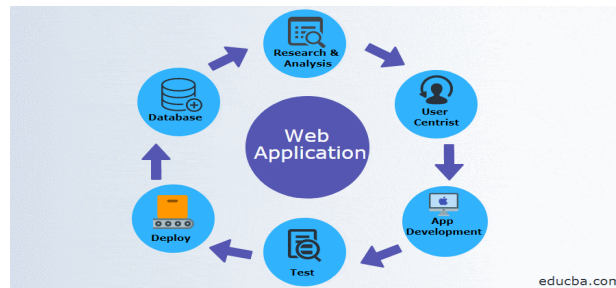 Research &
Analysis
User
Centrist
App
Development
Test
Deploy
Database
Web
Application
educba.com